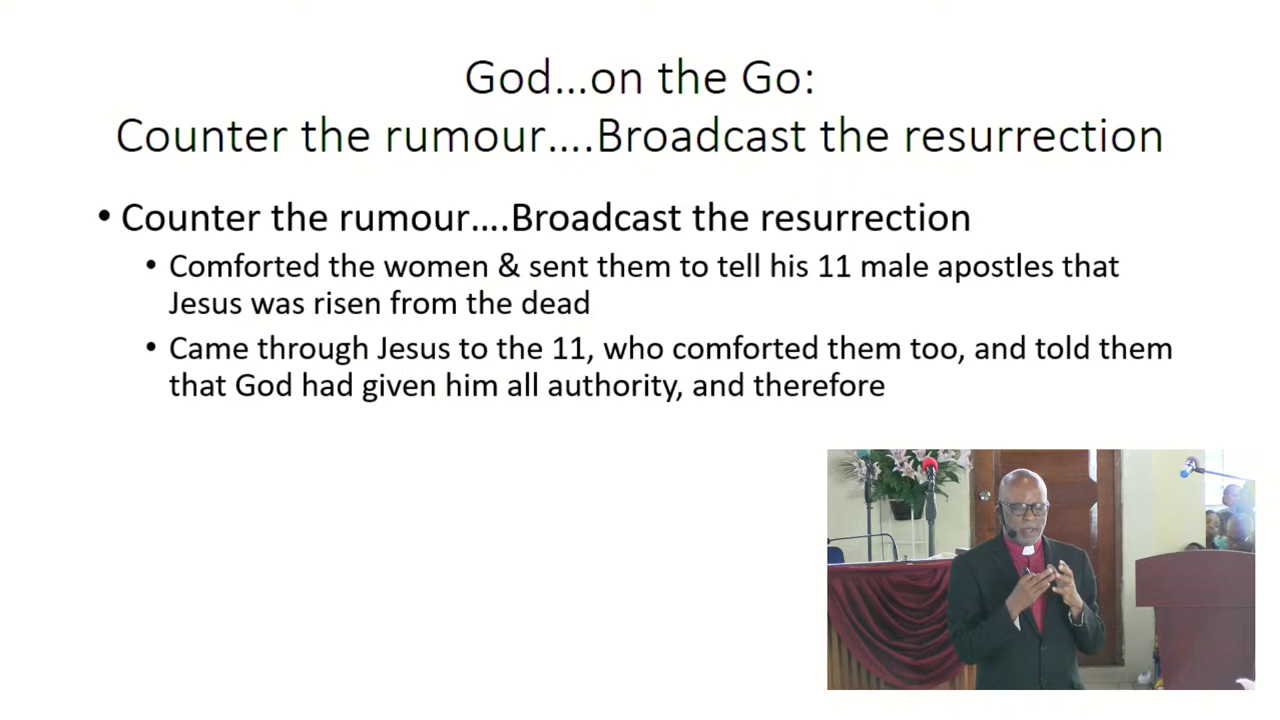 God...on the Go:
Counter the rumour....Broadcast the resurrection
• Counter the rumour....Broadcast the resurrection
• Comforted the women & sent them to tell his 11 male apostles that
Jesus was risen from the dead
• Came through Jesus to the 11, who comforted them too, and told them
that God had given him all authority, and therefore